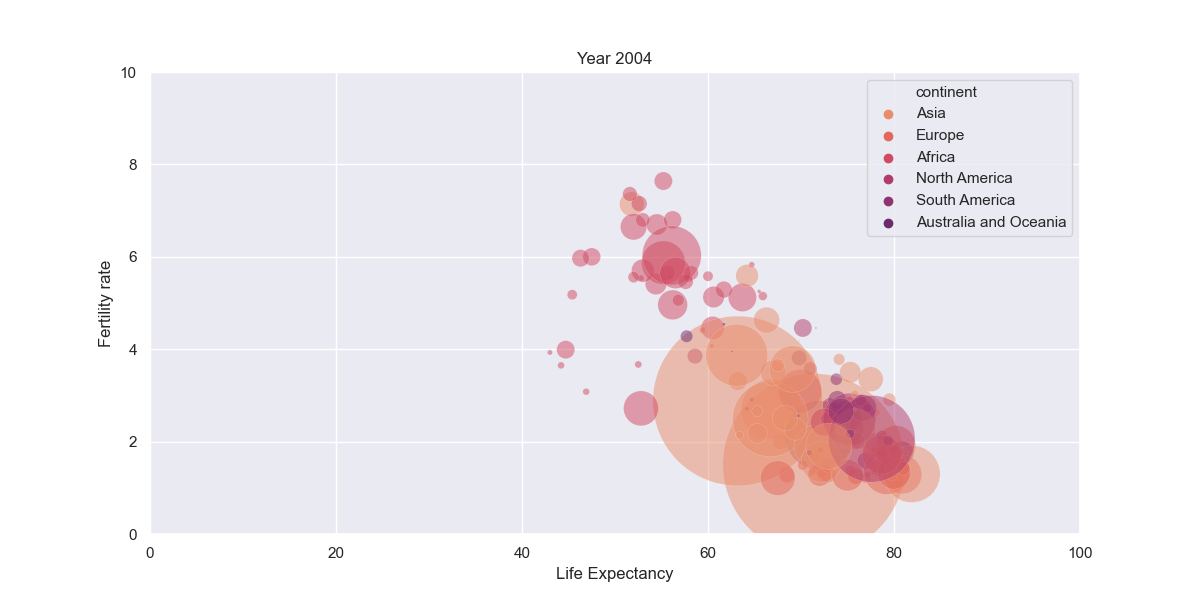 Year 2004
10
8
6
4
2
0
Fertility rate
0 20 40 60 80 100
Life Expectancy
continent
Asia
Europe
Africa
North America
South America
Australia and Oceania